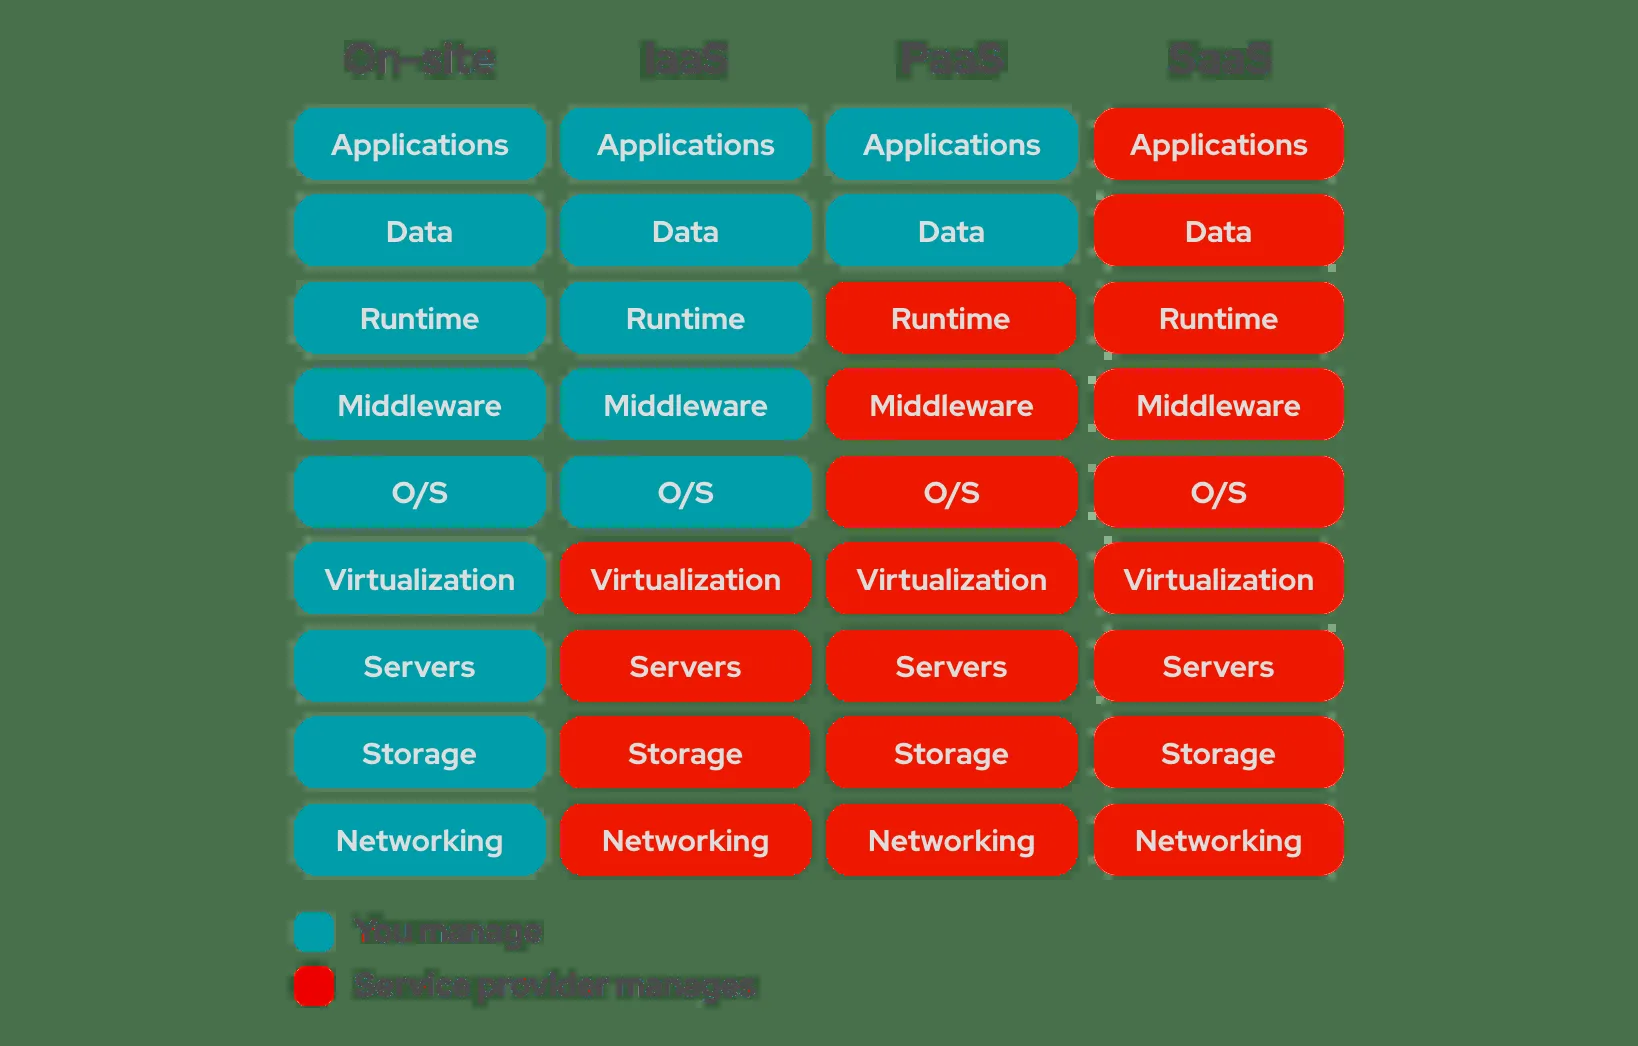 On-site IaaS PaaS SaaS
Applications Applications Applications Applications
Data Data Data Data
Runtime Runtime Runtime Runtime
Middleware Middleware Middleware Middleware
O/S O/S O/S O/S
Virtualization Virtualization Virtualization Virtualization
Servers Servers Servers Servers
Storage Storage Storage Storage
Networking Networking Networking Networking
You manage
Service provider manages